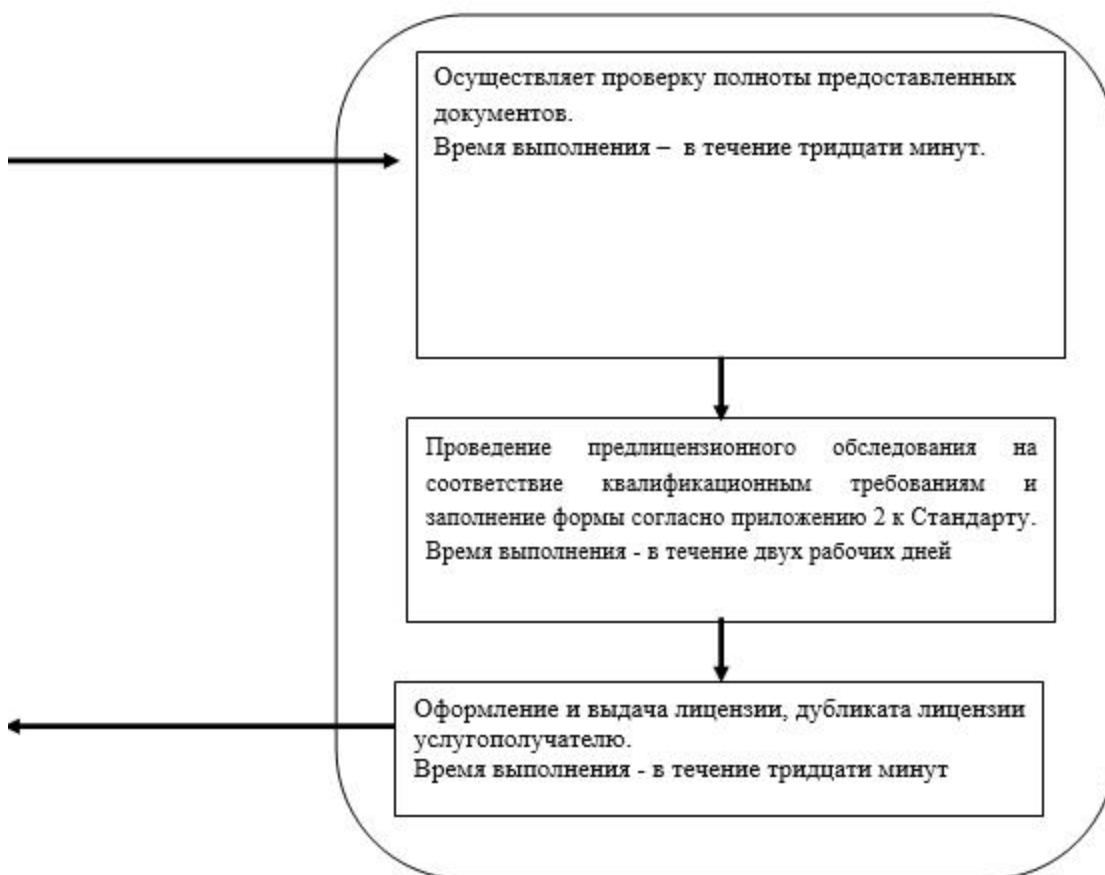 Осуществляет проверку полноты предоставленных
документов.
Время выполнения – в течение тридцати минут.
Проведение предлицензионного обследования на
соответствие квалификационным требованиям и
заполнение формы согласно приложению 2 к Стандарту.
Время выполнения - в течение двух рабочих дней
Оформление и выдача лицензии, дубликата лицензии
услугополучателю.
Время выполнения - в течение тридцати минут